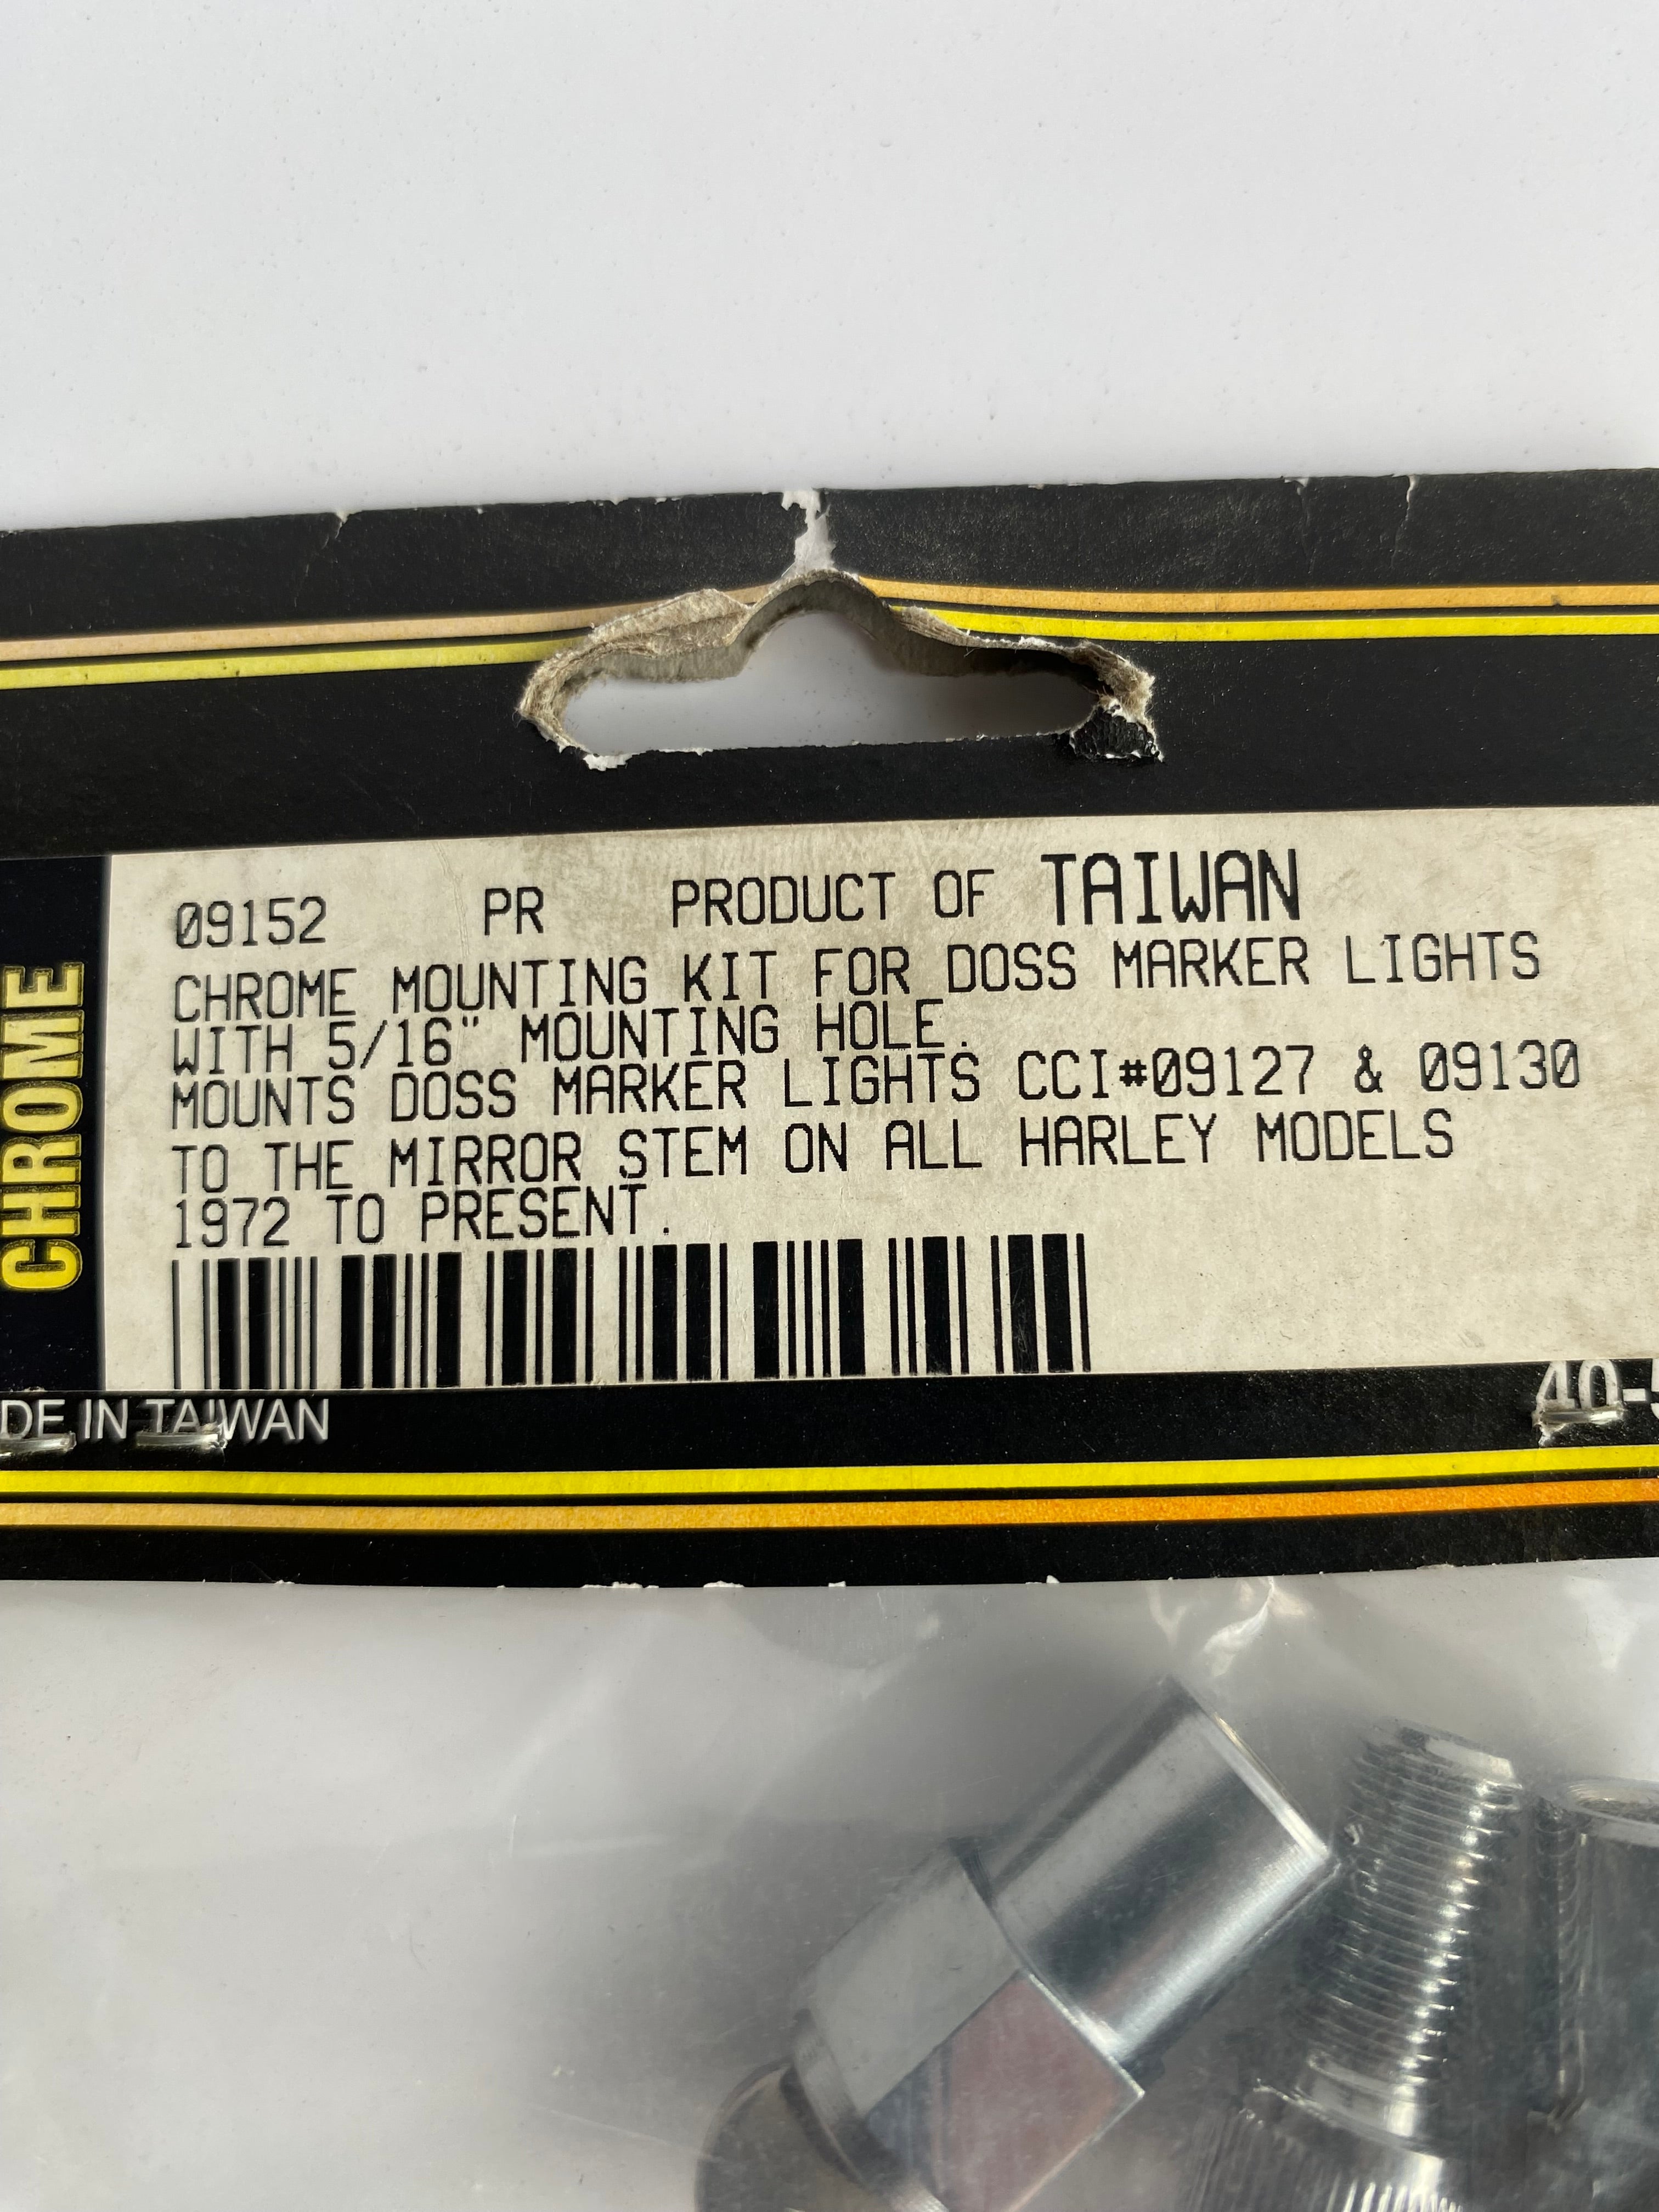 09152 PR PRODUCT OF TAIWAN
CHROME MOUNTING KIT FOR DOSS MARKER LIGHTS
WITH 5/16" MOUNTING HOLE.
MOUNTS DOSS MARKER LIGHTS CCI#09127 & 09130
TO THE MIRROR STEM ON ALL HARLEY MODELS
1972 TO PRESENT.
CHROME
DE IN TAIWAN